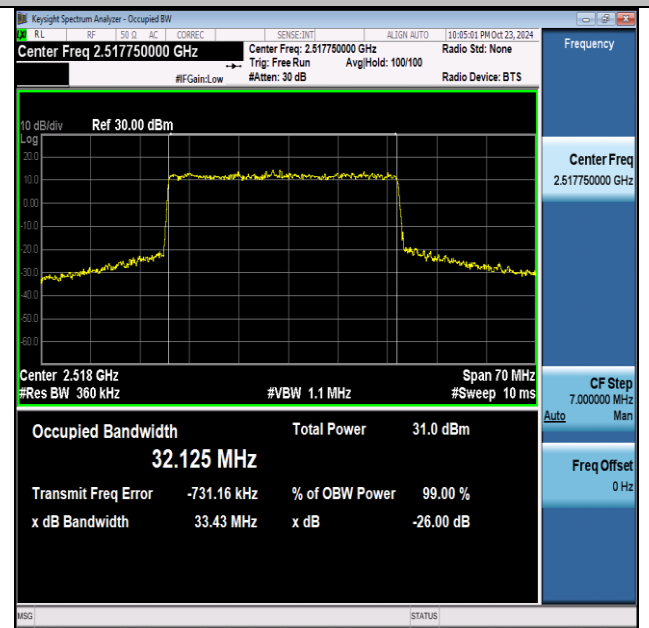 Keysight Spectrum Analyzer - Occupied BW
RL RF 50 Ω AC CORREC SENSE:INT ALIGN AUTO 10:05:01 PM Oct 23, 2024
Center Freq 2.517750000 GHz
Center Freq: 2.517750000 GHz Radio Std: None
Trig: Free Run Avg|Hold: 100/100
#IFGain:Low #Atten: 30 dB Radio Device: BTS
Frequency
10 dB/div Ref 30.00 dBm
Log
20.0
10.0
0.00
-10.0
-20.0
-30.0
-40.0
-50.0
-60.0
Center 2.518 GHz Span 70 MHz
#Res BW 360 kHz #VBW 1.1 MHz #Sweep 10 ms
Occupied Bandwidth Total Power 31.0 dBm
32.125 MHz
Transmit Freq Error -731.16 kHz % of OBW Power 99.00 %
x dB Bandwidth 33.43 MHz x dB -26.00 dB
Center Freq
2.517750000 GHz
CF Step
7.000000 MHz
Auto Man
Freq Offset
0 Hz
MSG STATUS